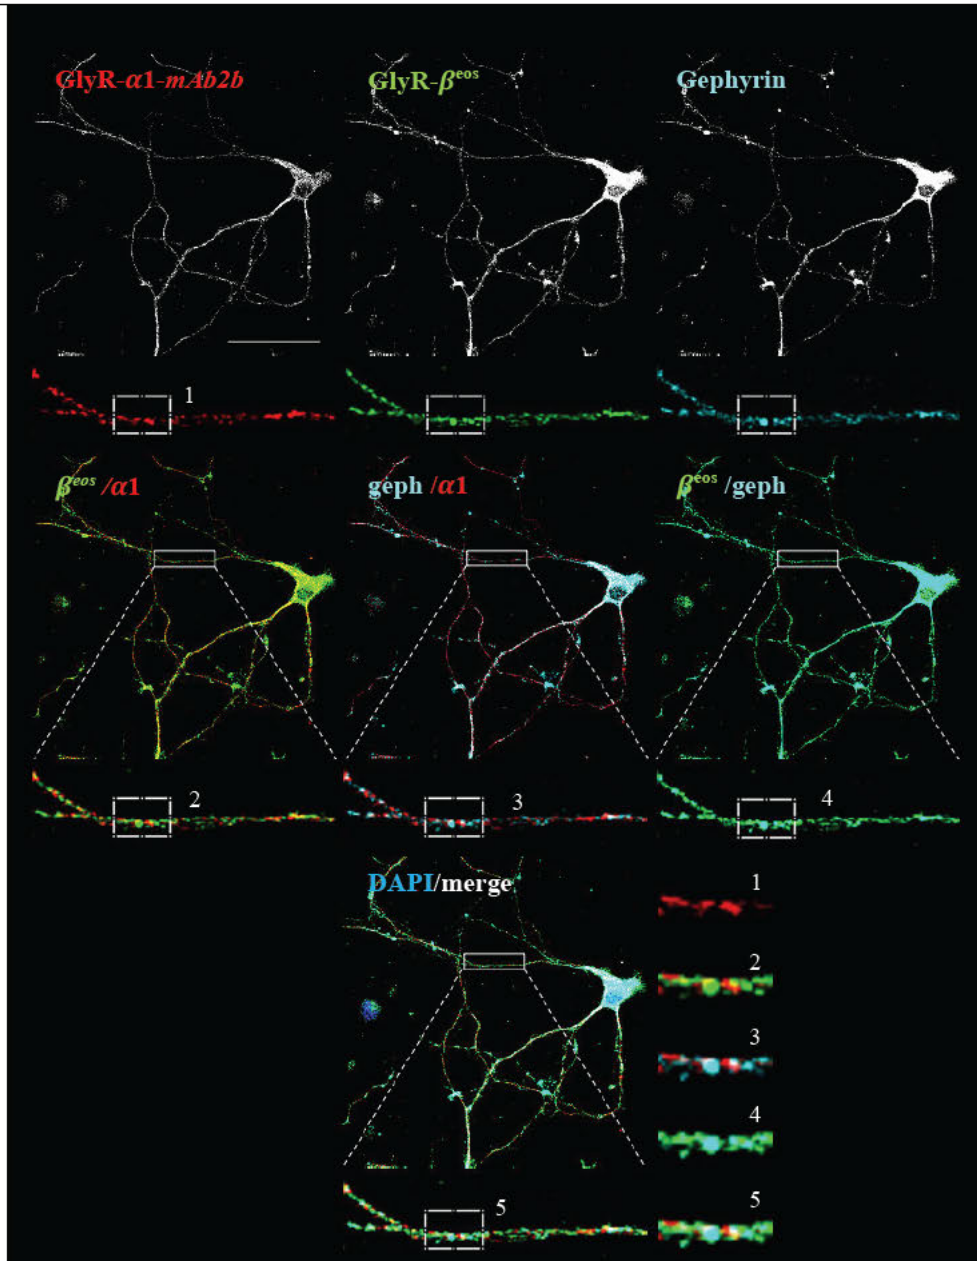 GlyR-α1-mAb2b GlyR-β^eos Gephyrin
1
β^eos /α1 geph /α1 β^eos /geph
2 3 4
DAPI/merge
1
2
3
4
5
5